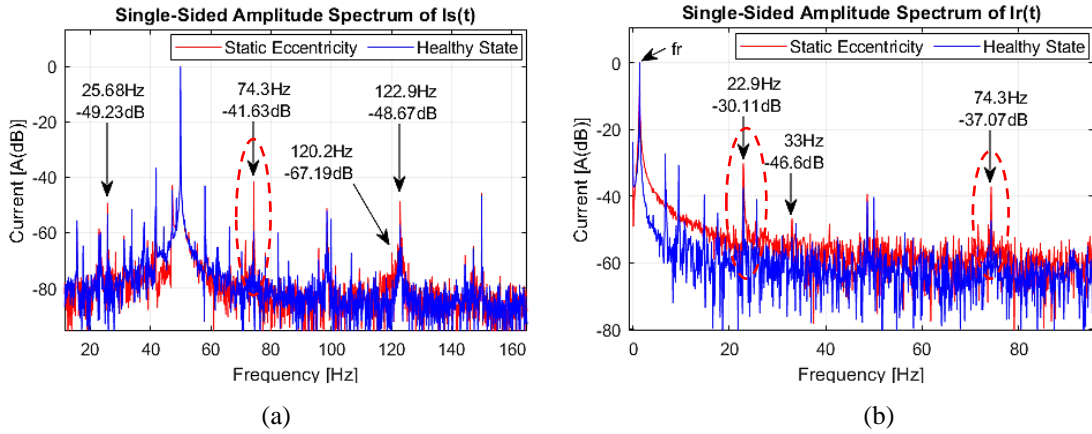 Single-Sided Amplitude Spectrum of Is(t)
Static Eccentricity
Healthy State
25.68Hz
-49.23dB
74.3Hz
-41.63dB
122.9Hz
-48.67dB
120.2Hz
-67.19dB
0
-20
-40
-60
-80
Current [A(dB)]
20
40
60
80
100
120
140
160
Frequency [Hz]
(a)
Single-Sided Amplitude Spectrum of Ir(t)
Static Eccentricity
Healthy State
fr
22.9Hz
-30.11dB
33Hz
-46.6dB
74.3Hz
-37.07dB
0
-20
-40
-60
-80
Current [A(dB)]
0
20
40
60
80
Frequency [Hz]
(b)